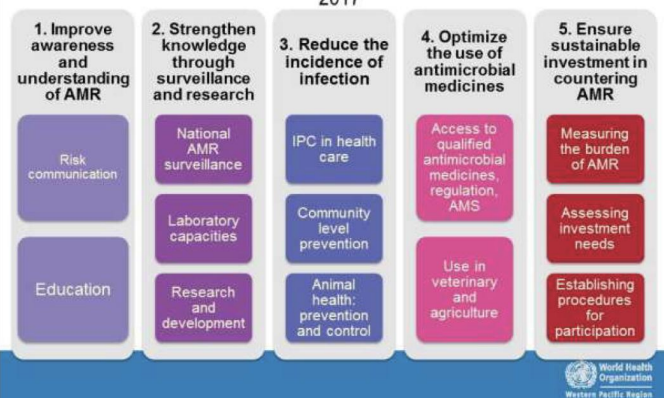 2017
1. Improve
awareness
and
understanding
of AMR
Risk
communication
Education
2. Strengthen
knowledge
through
surveillance
and research
National
AMR
surveillance
Laboratory
capacities
Research
and
development
3. Reduce the
incidence of
infection
IPC in health
care
Community
level
prevention
Animal
health:
prevention
and control
4. Optimize
the use of
antimicrobial
medicines
Access to
qualified
antimicrobial
medicines,
regulation,
AMS
Use in
veterinary
and
agriculture
5. Ensure
sustainable
investment in
countering
AMR
Measuring
the burden
of AMR
Assessing
investment
needs
Establishing
procedures
for
participation
World Health
Organization
Western Pacific Region